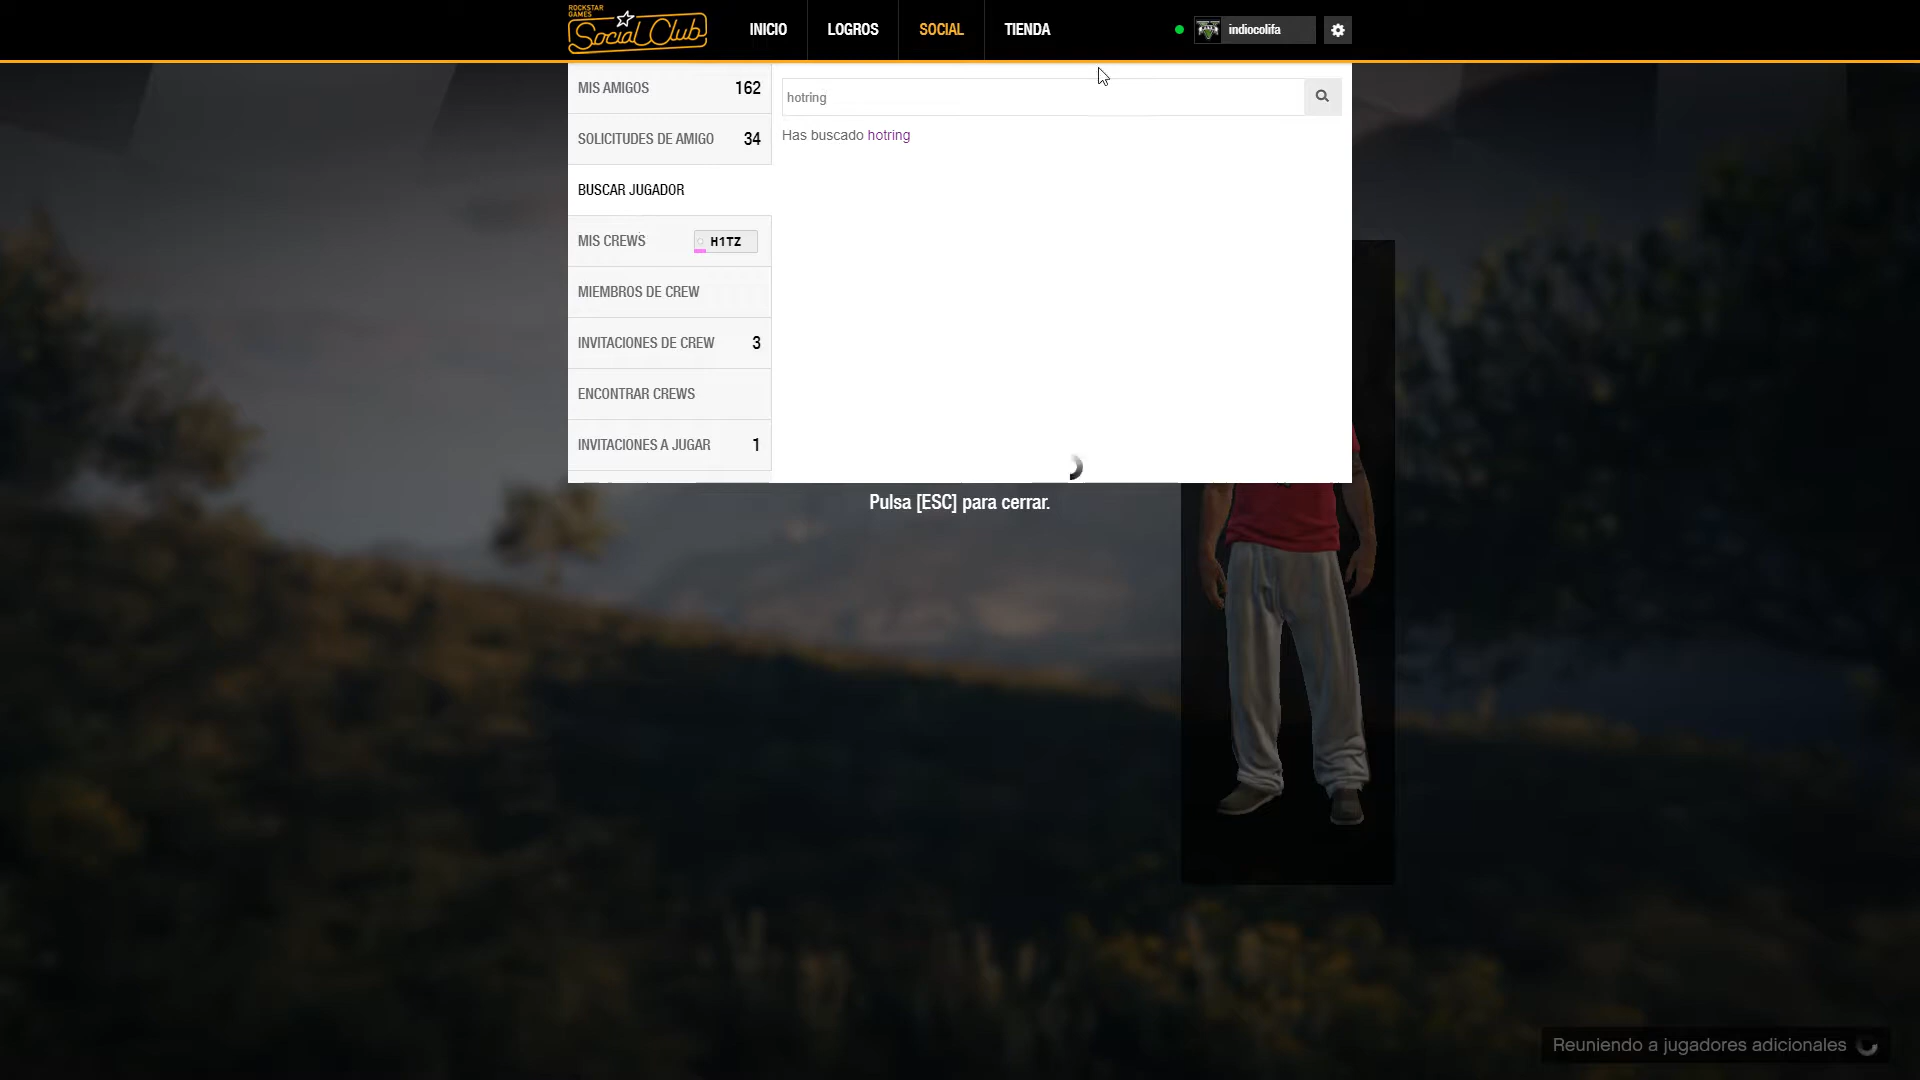 ROCKSTAR
GAMES
Social Club
INICIO
LOGROS
SOCIAL
TIENDA
indiocolifa
MIS AMIGOS 162
SOLICITUDES DE AMIGO 34
BUSCAR JUGADOR
MIS CREWS H1TZ
MIEMBROS DE CREW
INVITACIONES DE CREW 3
ENCONTRAR CREWS
INVITACIONES A JUGAR 1
hotring
Has buscado hotring
Pulsa [ESC] para cerrar.
Reuniendo a jugadores adicionales